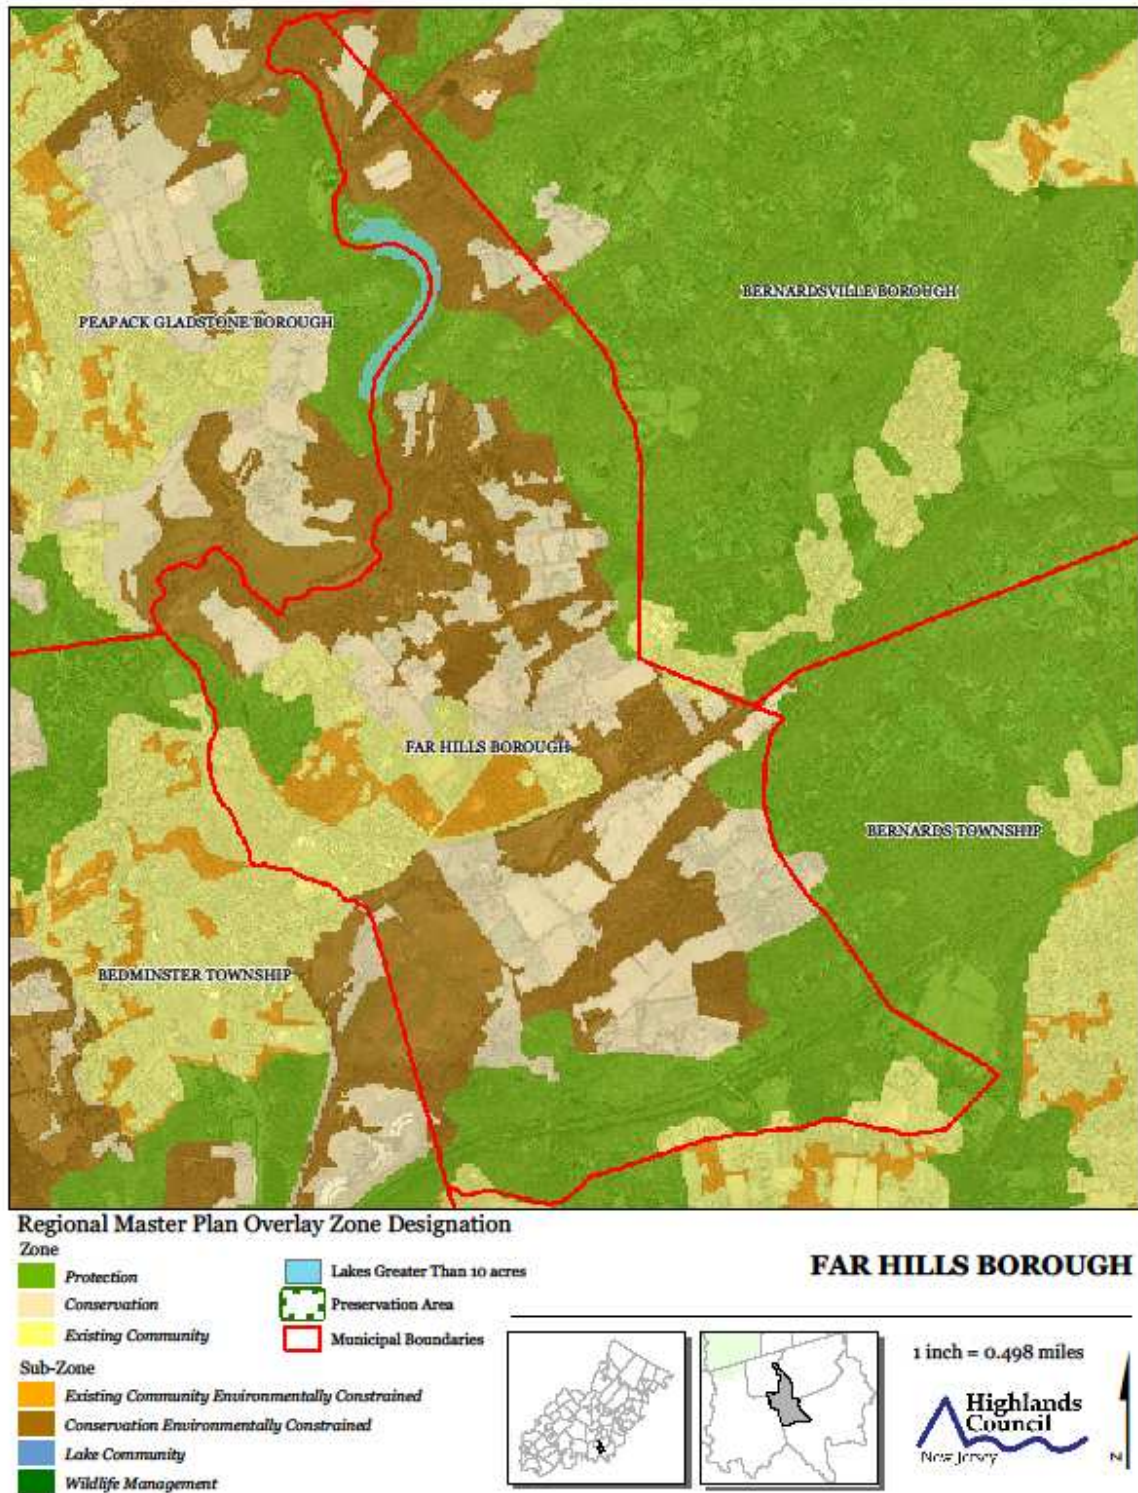 BERNARDSVILLE BOROUGH
PEAPACK GLADSTONE BOROUGH
FAR HILLS BOROUGH
BERNARDS TOWNSHIP
BEDMINSTER TOWNSHIP
Regional Master Plan Overlay Zone Designation
Zone
Protection
Conservation
Existing Community
Lakes Greater Than 10 acres
Preservation Area
Municipal Boundaries
Sub-Zone
Existing Community Environmentally Constrained
Conservation Environmentally Constrained
Lake Community
Wildlife Management
FAR HILLS BOROUGH
1 inch = 0.498 miles
Highlands
Council
New Jersey
N